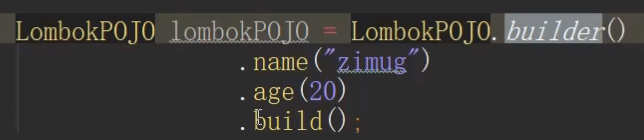 LombokPOJO lombokPOJO = LombokPOJO.builder()
.name("zimug")
.age(20)
.build();